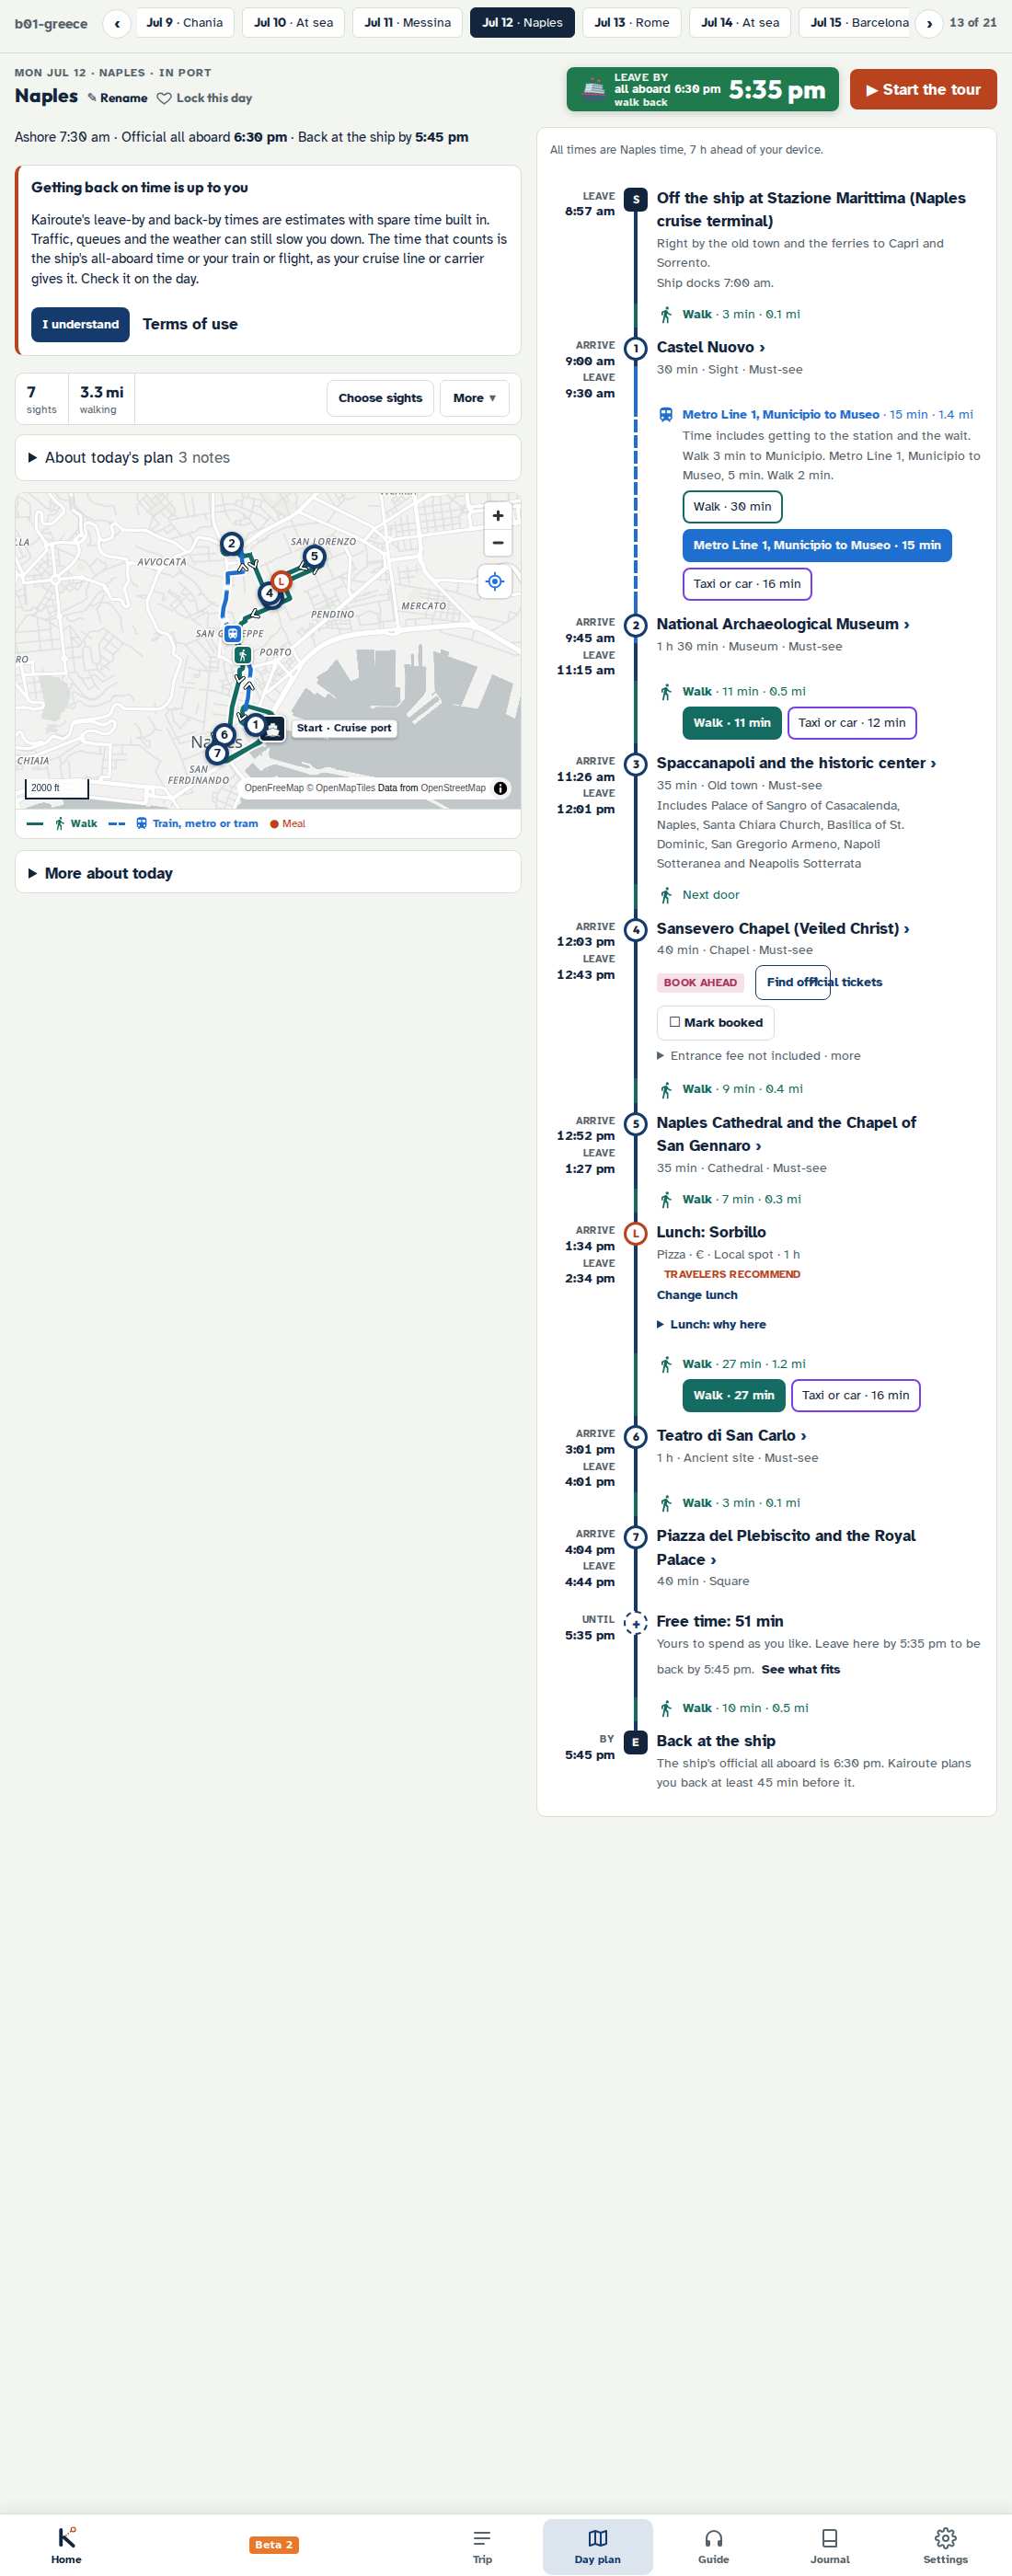 b01-greece
‹
Jul 9 · Chania
Jul 10 · At sea
Jul 11 · Messina
Jul 12 · Naples
Jul 13 · Rome
Jul 14 · At sea
Jul 15 · Barcelona
›
13 of 21
MON JUL 12 · NAPLES · IN PORT
Naples ✎ Rename Lock this day
LEAVE BY
all aboard 6:30 pm
walk back
5:35 pm
▶ Start the tour
Ashore 7:30 am · Official all aboard 6:30 pm · Back at the ship by 5:45 pm
Getting back on time is up to you
Kairoute's leave-by and back-by times are estimates with spare time built in.
Traffic, queues and the weather can still slow you down. The time that counts is
the ship's all-aboard time or your train or flight, as your cruise line or carrier
gives it. Check it on the day.
I understand
Terms of use
7
sights
3.3 mi
walking
Choose sights
More ▼
▶ About today's plan 3 notes
AVVOCATA
SAN LORENZO
PENDINO
MERCATO
PORTO
CHIAIA
SAN
FERDINANDO
2
5
L
4
1
6
7
+
−
Start · Cruise port
2000 ft
OpenFreeMap © OpenMapTiles Data from OpenStreetMap
Walk
Train, metro or tram
Meal
▶ More about today
All times are Naples time, 7 h ahead of your device.
LEAVE
8:57 am
S
Off the ship at Stazione Marittima (Naples
cruise terminal)
Right by the old town and the ferries to Capri and
Sorrento.
Ship docks 7:00 am.
Walk · 3 min · 0.1 mi
ARRIVE
9:00 am
LEAVE
9:30 am
1
Castel Nuovo ›
30 min · Sight · Must-see
Metro Line 1, Municipio to Museo · 15 min · 1.4 mi
Time includes getting to the station and the wait.
Walk 3 min to Municipio. Metro Line 1, Municipio to
Museo, 5 min. Walk 2 min.
Walk · 30 min
Metro Line 1, Municipio to Museo · 15 min
Taxi or car · 16 min
ARRIVE
9:45 am
LEAVE
11:15 am
2
National Archaeological Museum ›
1 h 30 min · Museum · Must-see
Walk · 11 min · 0.5 mi
Walk · 11 min
Taxi or car · 12 min
ARRIVE
11:26 am
LEAVE
12:01 pm
3
Spaccanapoli and the historic center ›
35 min · Old town · Must-see
Includes Palace of Sangro of Casacalenda,
Naples, Santa Chiara Church, Basilica of St.
Dominic, San Gregorio Armeno, Napoli
Sotteranea and Neapolis Sotterrata
Next door
ARRIVE
12:03 pm
LEAVE
12:43 pm
4
Sansevero Chapel (Veiled Christ) ›
40 min · Chapel · Must-see
BOOK AHEAD
Find official tickets
☐ Mark booked
▶ Entrance fee not included · more
Walk · 9 min · 0.4 mi
ARRIVE
12:52 pm
LEAVE
1:27 pm
5
Naples Cathedral and the Chapel of
San Gennaro ›
35 min · Cathedral · Must-see
Walk · 7 min · 0.3 mi
ARRIVE
1:34 pm
LEAVE
2:34 pm
L
Lunch: Sorbillo
Pizza · € · Local spot · 1 h
TRAVELERS RECOMMEND
Change lunch
▶ Lunch: why here
Walk · 27 min · 1.2 mi
Walk · 27 min
Taxi or car · 16 min
ARRIVE
3:01 pm
LEAVE
4:01 pm
6
Teatro di San Carlo ›
1 h · Ancient site · Must-see
Walk · 3 min · 0.1 mi
ARRIVE
4:04 pm
LEAVE
4:44 pm
7
Piazza del Plebiscito and the Royal
Palace ›
40 min · Square
UNTIL
5:35 pm
+
Free time: 51 min
Yours to spend as you like. Leave here by 5:35 pm to be
back by 5:45 pm. See what fits
Walk · 10 min · 0.5 mi
BY
5:45 pm
E
Back at the ship
The ship's official all aboard is 6:30 pm. Kairoute plans
you back at least 45 min before it.
Home
Beta 2
Trip
Day plan
Guide
Journal
Settings